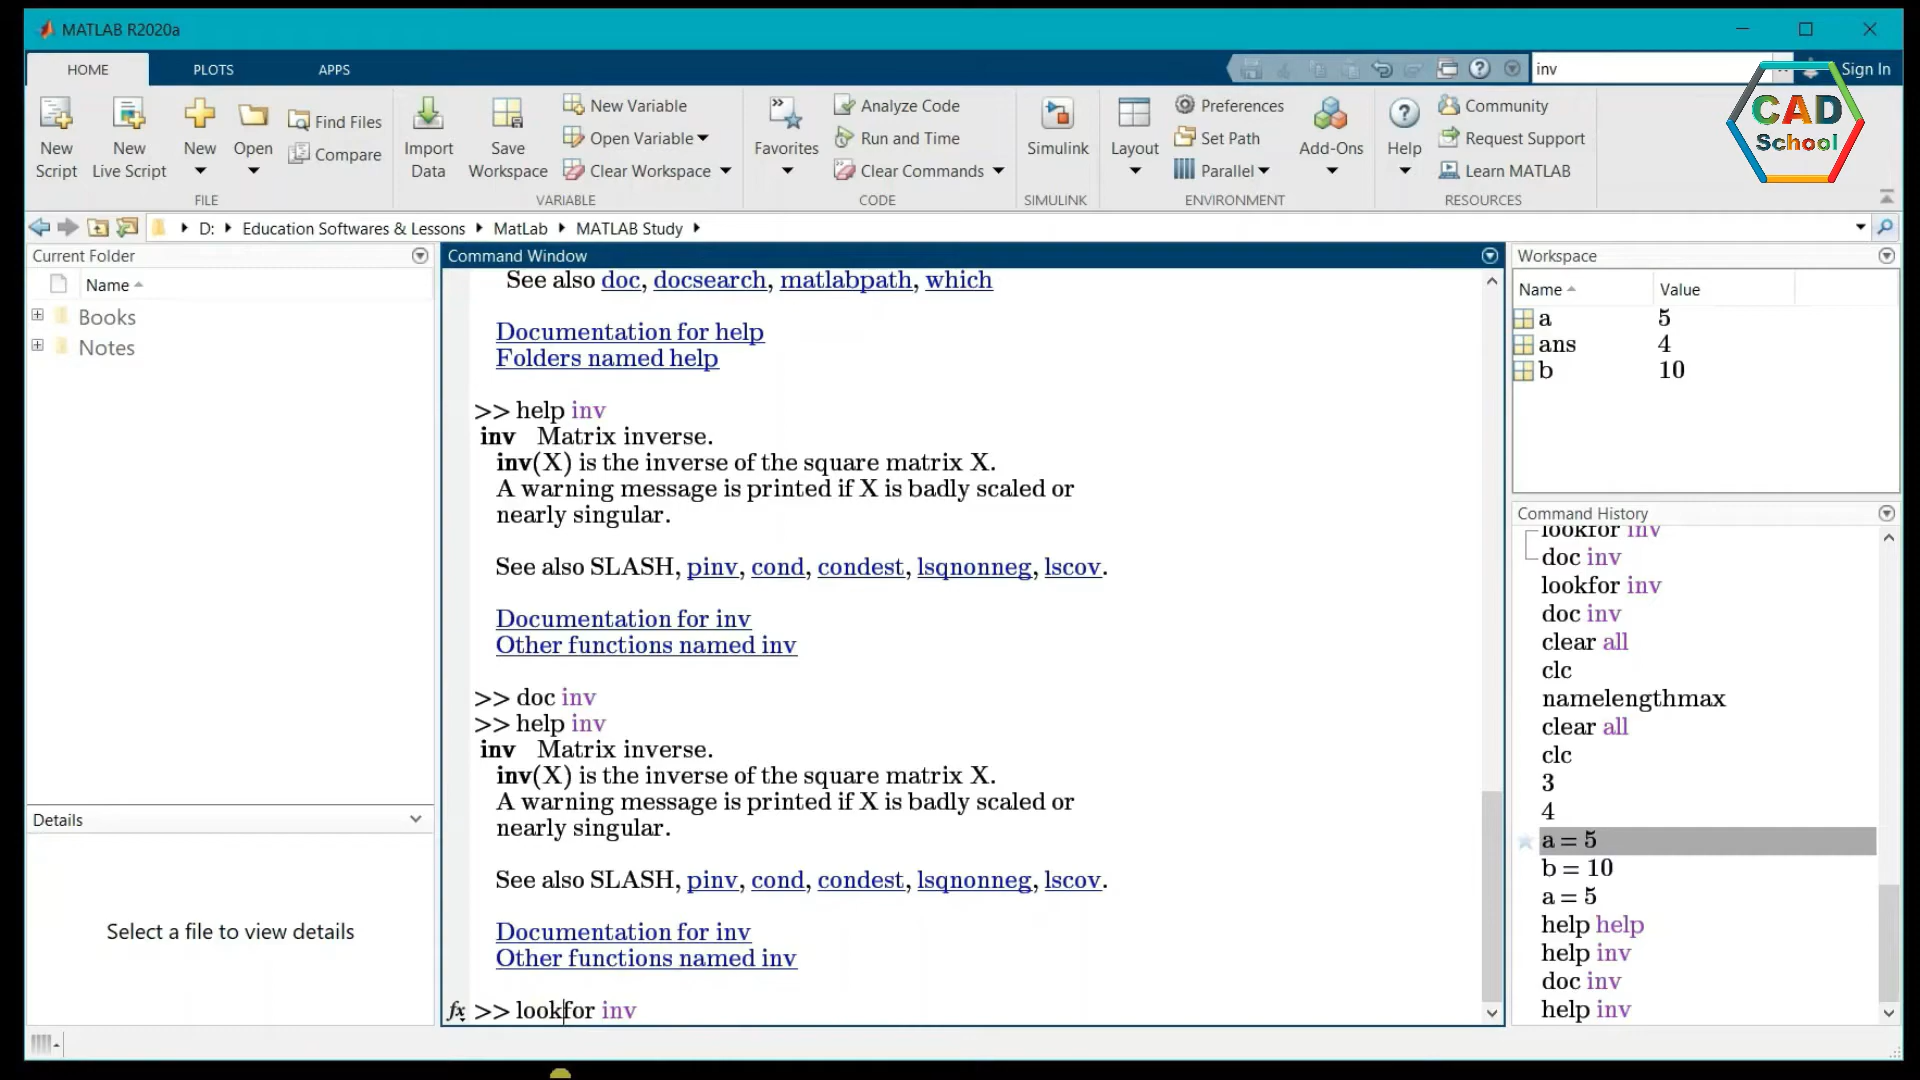 MATLAB R2020a
HOME
PLOTS
APPS
inv
Sign In
CAD
School
New
Script
New
Live Script
New
Open
Find Files
Compare
FILE
Import
Data
Save
Workspace
New Variable
Open Variable
Clear Workspace
VARIABLE
Favorites
Analyze Code
Run and Time
Clear Commands
CODE
Simulink
SIMULINK
Layout
Preferences
Set Path
Parallel
Add-Ons
ENVIRONMENT
Help
Community
Request Support
Learn MATLAB
RESOURCES
D:
Education Softwares & Lessons
MatLab
MATLAB Study
Current Folder
Name
Books
Notes
Details
Select a file to view details
Command Window
See also doc, docsearch, matlabpath, which
Documentation for help
Folders named help
>> help inv
inv Matrix inverse.
inv(X) is the inverse of the square matrix X.
A warning message is printed if X is badly scaled or
nearly singular.
See also SLASH, pinv, cond, condest, lsqnonneg, lscov.
Documentation for inv
Other functions named inv
>> doc inv
>> help inv
inv Matrix inverse.
inv(X) is the inverse of the square matrix X.
A warning message is printed if X is badly scaled or
nearly singular.
See also SLASH, pinv, cond, condest, lsqnonneg, lscov.
Documentation for inv
Other functions named inv
fx >> lookfor inv
Workspace
Name Value
a 5
ans 4
b 10
Command History
lookfor inv
doc inv
lookfor inv
doc inv
clear all
clc
namelengthmax
clear all
clc
3
4
a = 5
b = 10
a = 5
help help
help inv
doc inv
help inv